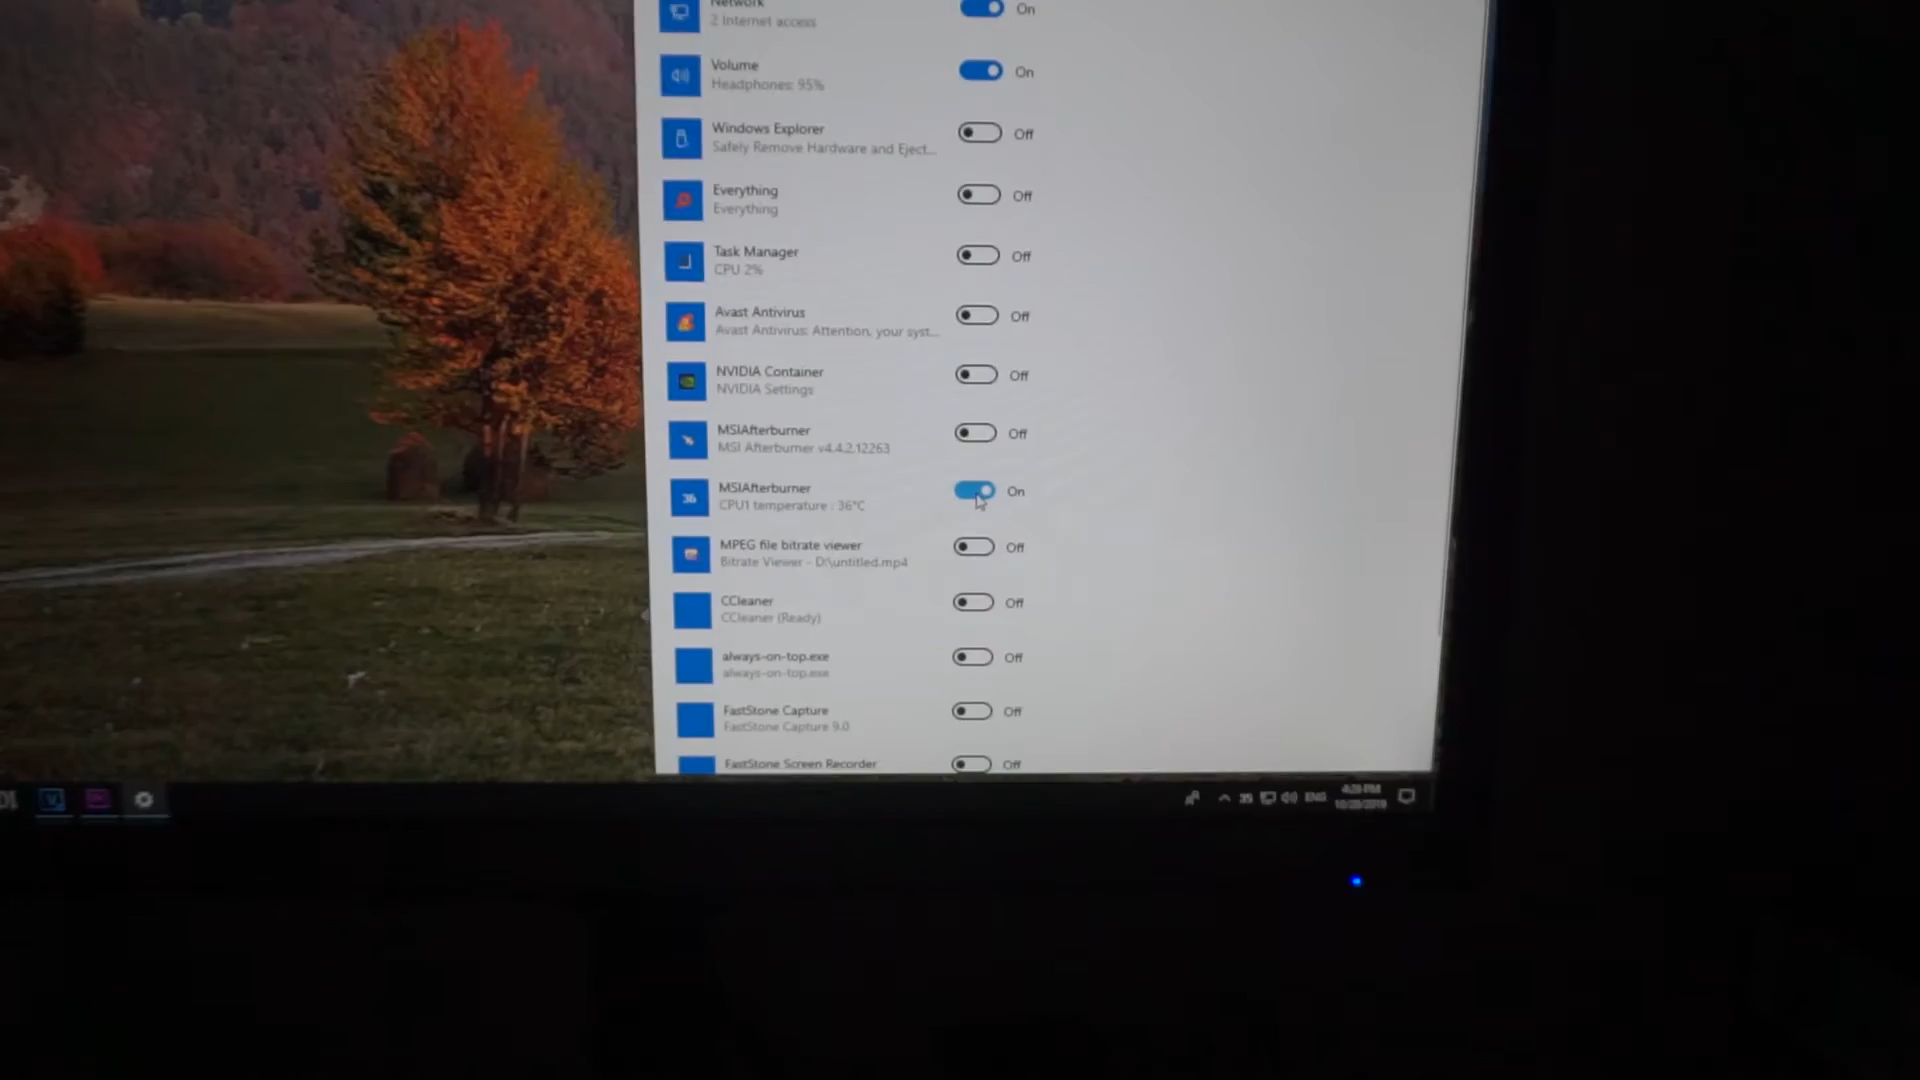 Network
2 Internet access
On
Volume
Headphones: 95%
On
Windows Explorer
Safely Remove Hardware and Eject...
Off
Everything
Everything
Off
Task Manager
CPU 2%
Off
Avast Antivirus
Avast Antivirus: Attention, your syst...
Off
NVIDIA Container
NVIDIA Settings
Off
MSIAfterburner
MSI Afterburner v4.4.2.12263
Off
36
MSIAfterburner
CPU1 temperature : 36°C
On
MPEG file bitrate viewer
Bitrate Viewer - D:\untitled.mp4
Off
CCleaner
CCleaner (Ready)
Off
always-on-top.exe
always-on-top.exe
Off
FastStone Capture
FastStone Capture 9.0
Off
FastStone Screen Recorder
Off
35
ENG